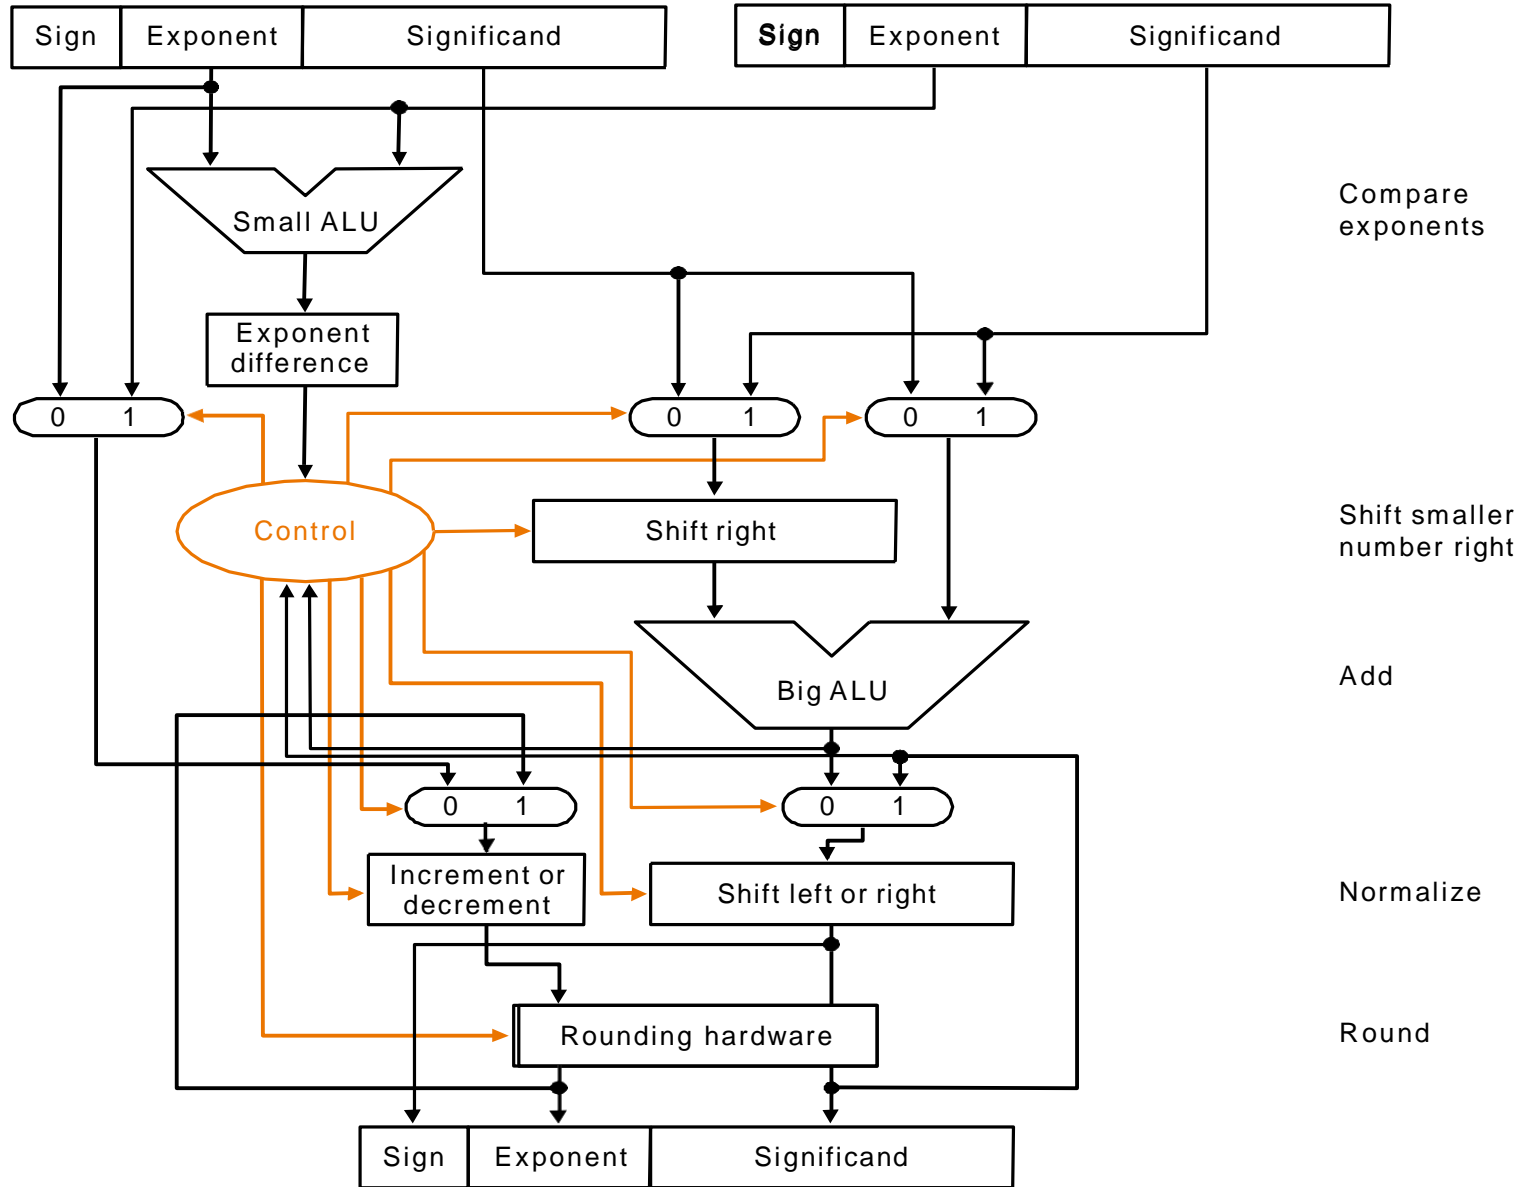 Sign Exponent Significand Sign Exponent Significand
Compare
exponents
Small ALU
Exponent
difference
0 1 0 1 0 1
Control
Shift right
Shift smaller
number right
Big ALU
Add
0 1 0 1
Increment or
decrement
Shift left or right
Normalize
Rounding hardware
Round
Sign Exponent Significand